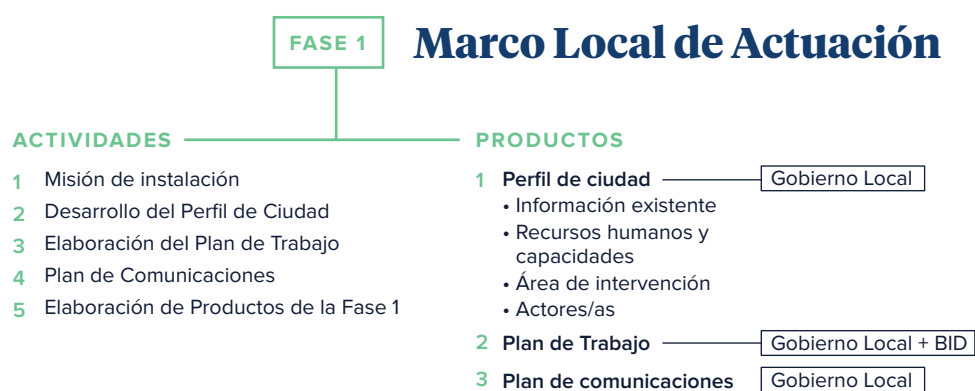 FASE 1
Marco Local de Actuación
ACTIVIDADES
1 Misión de instalación
2 Desarrollo del Perfil de Ciudad
3 Elaboración del Plan de Trabajo
4 Plan de Comunicaciones
5 Elaboración de Productos de la Fase 1
PRODUCTOS
1 Perfil de ciudad Gobierno Local
• Información existente
• Recursos humanos y
capacidades
• Área de intervención
• Actores/as
2 Plan de Trabajo Gobierno Local + BID
3 Plan de comunicaciones Gobierno Local